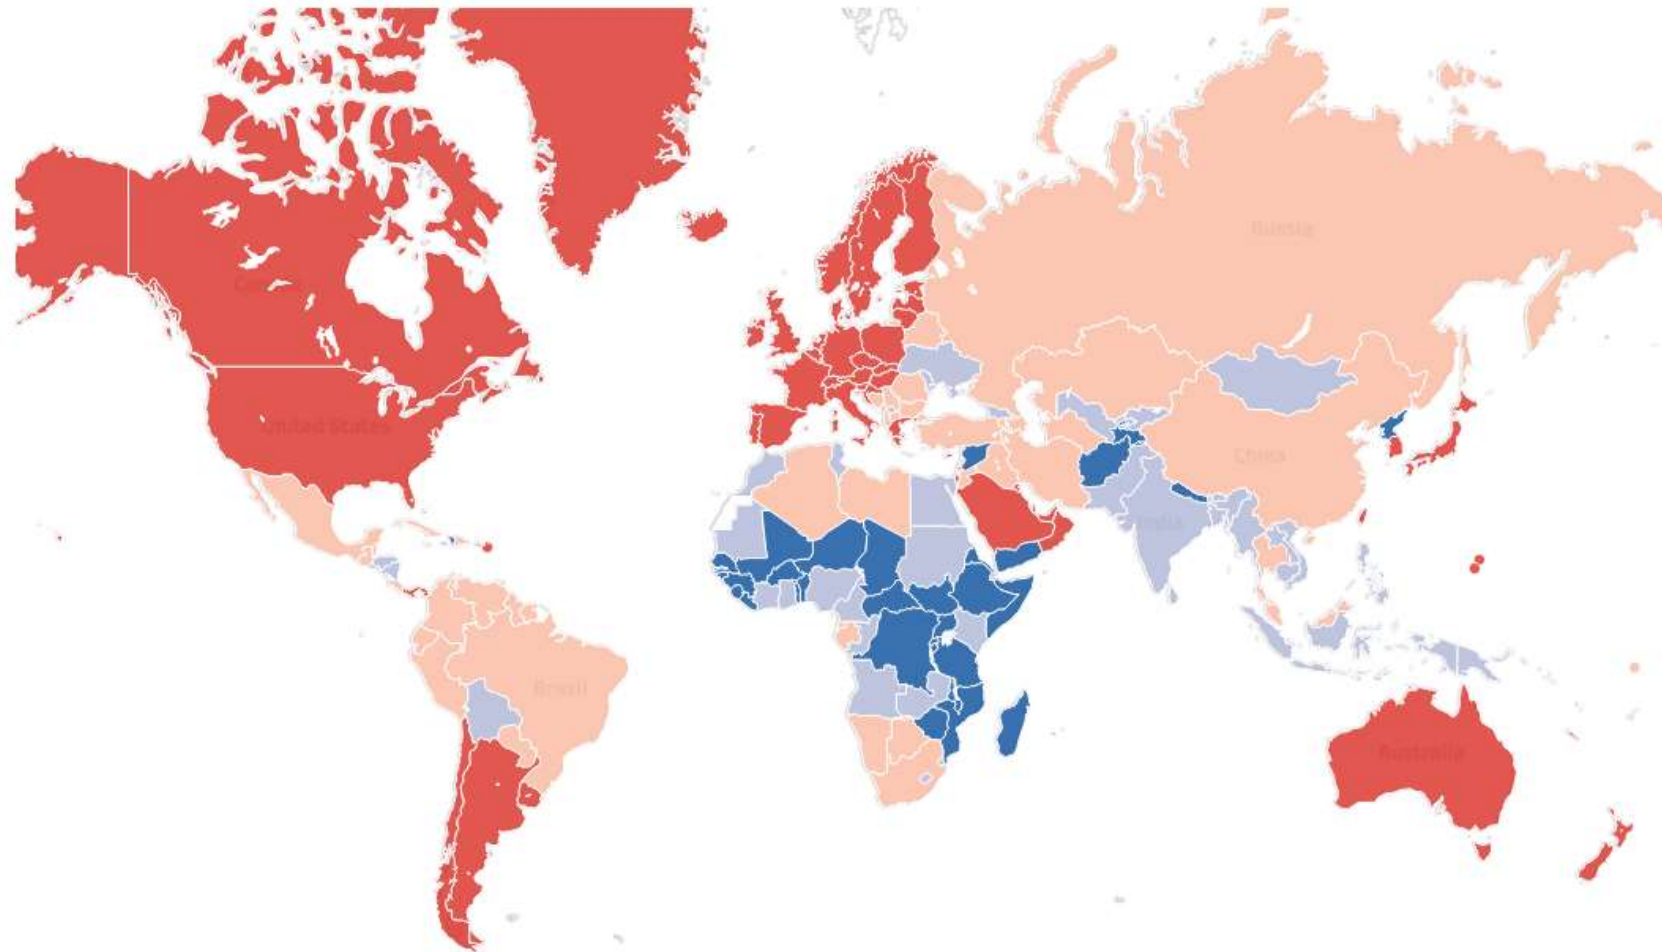 Russia
Canada
United States
China
India
Brazil
Australia